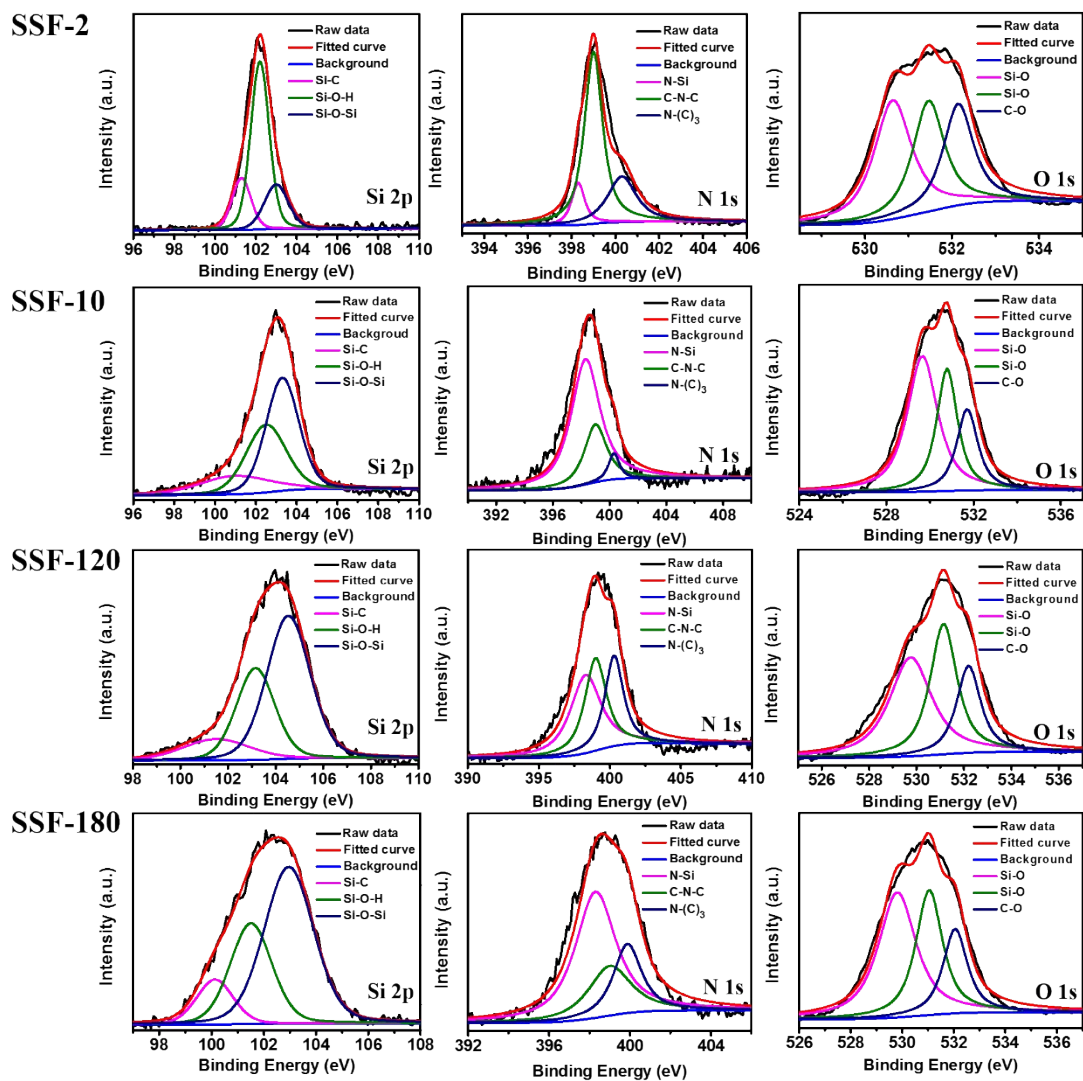 SSF-2
Raw data
Fitted curve
Background
Si-C
Si-O-H
Si-O-Si
Si 2p
Intensity (a.u.)
96 98 100 102 104 106 108 110
Binding Energy (eV)
Raw data
Fitted curve
Background
N-Si
C-N-C
N-(C)3
N 1s
Intensity (a.u.)
394 396 398 400 402 404 406
Binding Energy (eV)
Raw data
Fitted curve
Background
Si-O
Si-O
C-O
O 1s
Intensity (a.u.)
530 532 534
Binding Energy (eV)
SSF-10
Raw data
Fitted curve
Backgroud
Si-C
Si-O-H
Si-O-Si
Si 2p
Intensity (a.u.)
96 98 100 102 104 106 108 110
Binding Energy (eV)
Raw data
Fitted curve
Background
N-Si
C-N-C
N-(C)3
N 1s
Intensity (a.u.)
392 396 400 404 408
Binding Energy (eV)
Raw data
Fitted curve
Background
Si-O
Si-O
C-O
O 1s
Intensity (a.u.)
524 526 528 530 532 534 536
Binding Energy (eV)
SSF-120
Raw data
Fitted curve
Background
Si-C
Si-O-H
Si-O-Si
Si 2p
Intensity (a.u.)
98 100 102 104 106 108 110
Binding Energy (eV)
Raw data
Fitted curve
Background
N-Si
C-N-C
N-(C)3
N 1s
Intensity (a.u.)
390 395 400 405 410
Binding Energy (eV)
Raw data
Fitted curve
Background
Si-O
Si-O
C-O
O 1s
Intensity (a.u.)
526 528 530 532 534 536
Binding Energy (eV)
SSF-180
Raw data
Fitted curve
Background
Si-C
Si-O-H
Si-O-Si
Si 2p
Intensity (a.u.)
97 98 99 100 101 102 103 104 105 106 107 108
Binding Energy (eV)
Raw data
Fitted curve
Background
N-Si
C-N-C
N-(C)3
N 1s
Intensity (a.u.)
392 396 400 404
Binding Energy (eV)
Raw data
Fitted curve
Background
Si-O
Si-O
C-O
O 1s
Intensity (a.u.)
526 528 530 532 534 536
Binding Energy (eV)